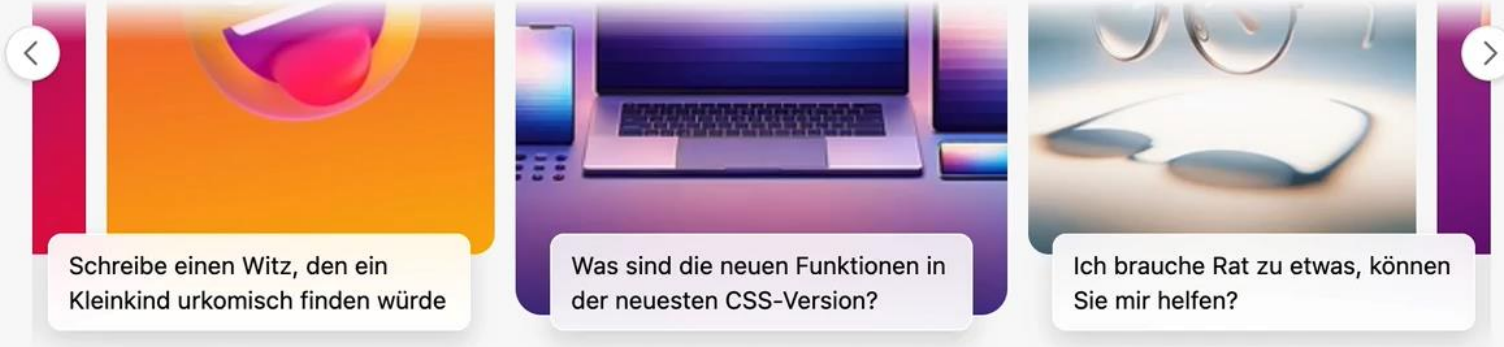 Schreibe einen Witz, den ein
Kleinkind urkomisch finden würde
Was sind die neuen Funktionen in
der neuesten CSS-Version?
Ich brauche Rat zu etwas, können
Sie mir helfen?